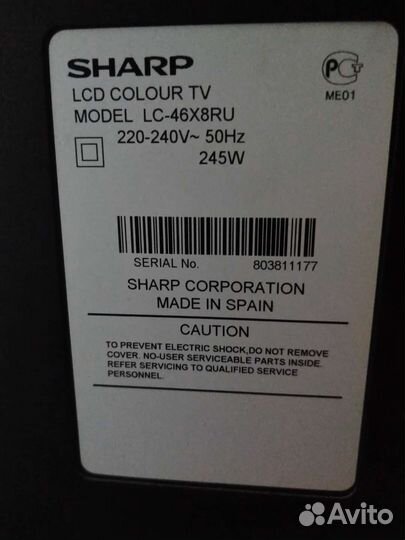 SHARP
LCD COLOUR TV
MODEL LC-46X8RU
220-240V~ 50Hz
245W
ME01
SERIAL No. 803811177
SHARP CORPORATION
MADE IN SPAIN
CAUTION
TO PREVENT ELECTRIC SHOCK,DO NOT REMOVE
COVER. NO-USER SERVICEABLE PARTS INSIDE.
REFER SERVICING TO QUALIFIED SERVICE
PERSONNEL.
Avito